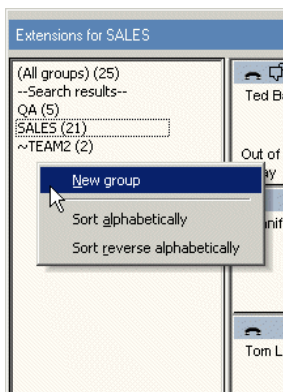 Extensions for SALES
(All groups) (25)
--Search results--
QA (5)
SALES (21)
~TEAM2 (2)
New group
Sort alphabetically
Sort reverse alphabetically
Ted
Out of
Tom L